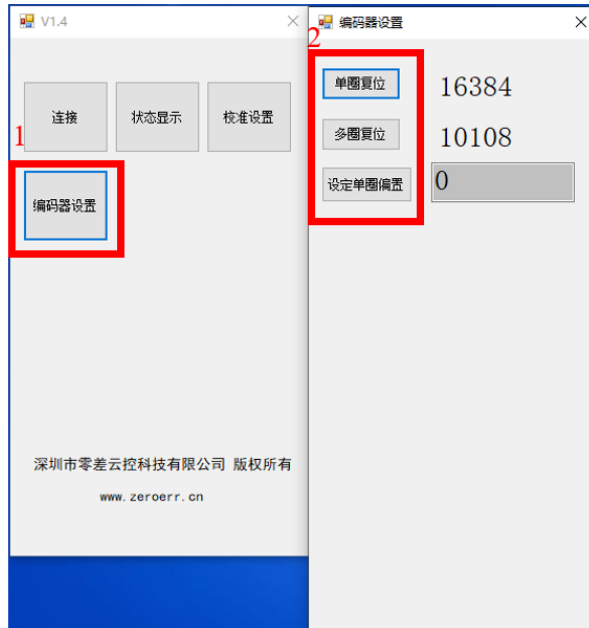 V1.4
连接
状态显示
校准设置
1
编码器设置
深圳市零差云控科技有限公司 版权所有
www.zeroerr.cn
编码器设置
2
单圈复位
16384
多圈复位
10108
设定单圈偏置
0